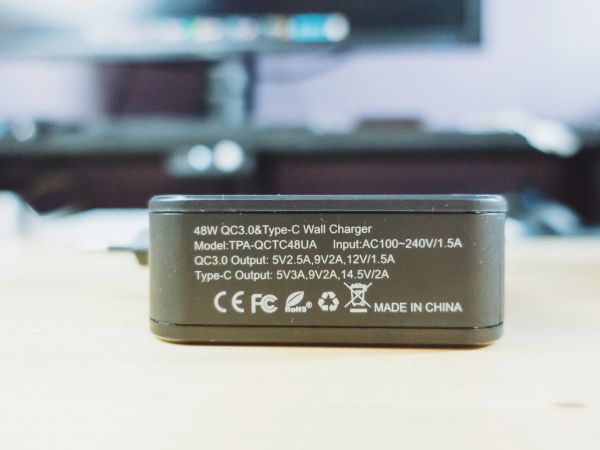 48W QC3.0&Type-C Wall Charger
Model:TPA-QCTC48UA Input:AC100~240V/1.5A
QC3.0 Output: 5V2.5A,9V2A,12V/1.5A
Type-C Output: 5V3A,9V2A,14.5V/2A
CE FC RoHS® MADE IN CHINA